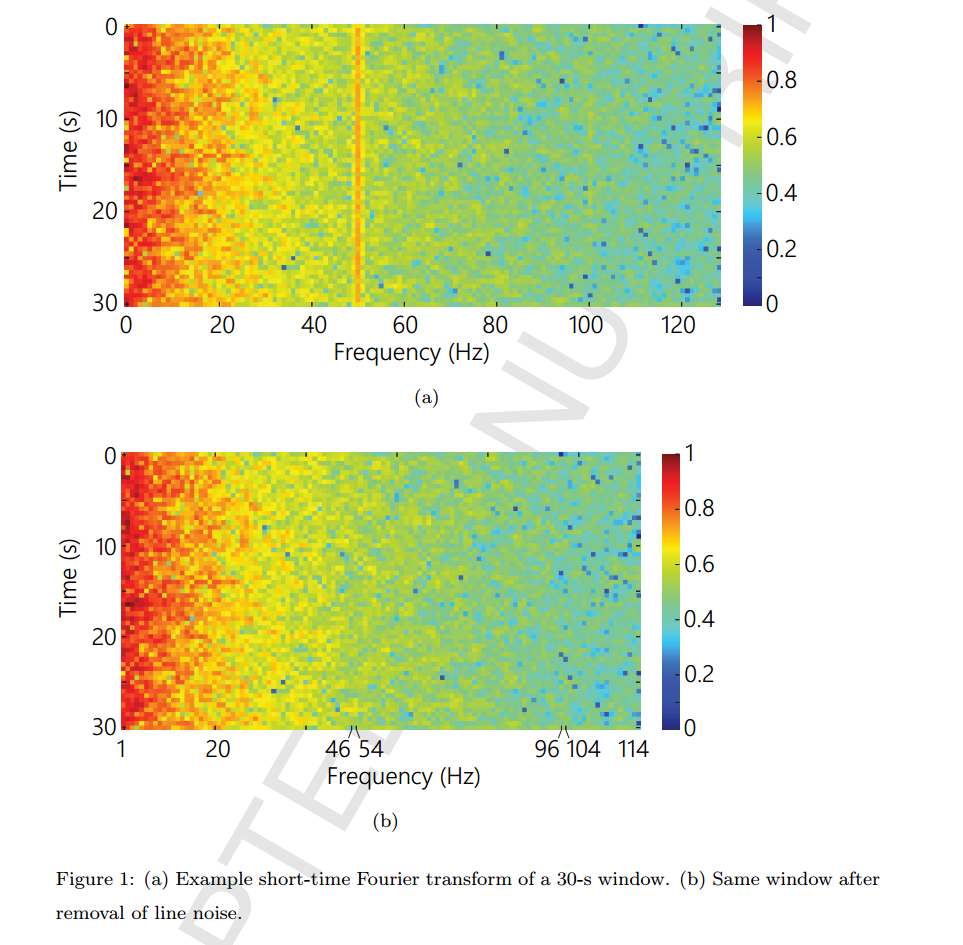 0
10
20
30
Time (s)
0 20 40 60 80 100 120
Frequency (Hz)
1
0.8
0.6
0.4
0.2
0
(a)
0
10
20
30
Time (s)
1 20 46 54 96 104 114
Frequency (Hz)
1
0.8
0.6
0.4
0.2
0
(b)
Figure 1: (a) Example short-time Fourier transform of a 30-s window. (b) Same window after
removal of line noise.